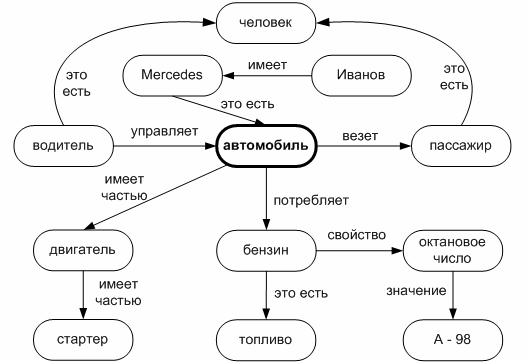 человек
это
есть
Mercedes
имеет
Иванов
это
есть
это есть
водитель
управляет
автомобиль
везет
пассажир
имеет
частью
потребляет
двигатель
бензин
свойство
октановое
число
имеет
частью
это есть
значение
стартер
топливо
А - 98